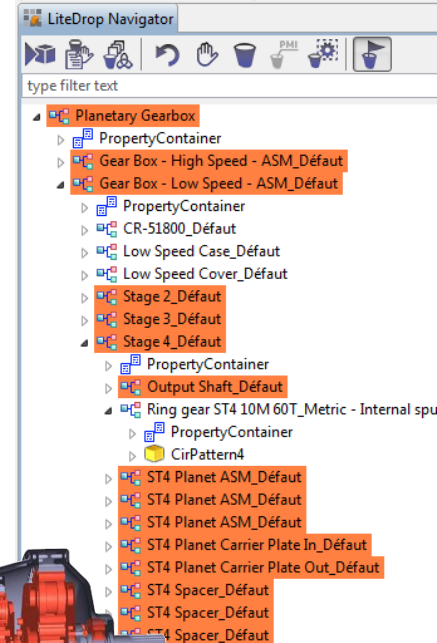 LiteDrop Navigator
PMI
type filter text
Planetary Gearbox
PropertyContainer
Gear Box - High Speed - ASM_Défaut
Gear Box - Low Speed - ASM_Défaut
PropertyContainer
CR-51800_Défaut
Low Speed Case_Défaut
Low Speed Cover_Défaut
Stage 2_Défaut
Stage 3_Défaut
Stage 4_Défaut
PropertyContainer
Output Shaft_Défaut
Ring gear ST4 10M 60T_Metric - Internal spu
PropertyContainer
CirPattern4
ST4 Planet ASM_Défaut
ST4 Planet ASM_Défaut
ST4 Planet ASM_Défaut
ST4 Planet Carrier Plate In_Défaut
ST4 Planet Carrier Plate Out_Défaut
ST4 Spacer_Défaut
ST4 Spacer_Défaut
ST4 Spacer_Défaut